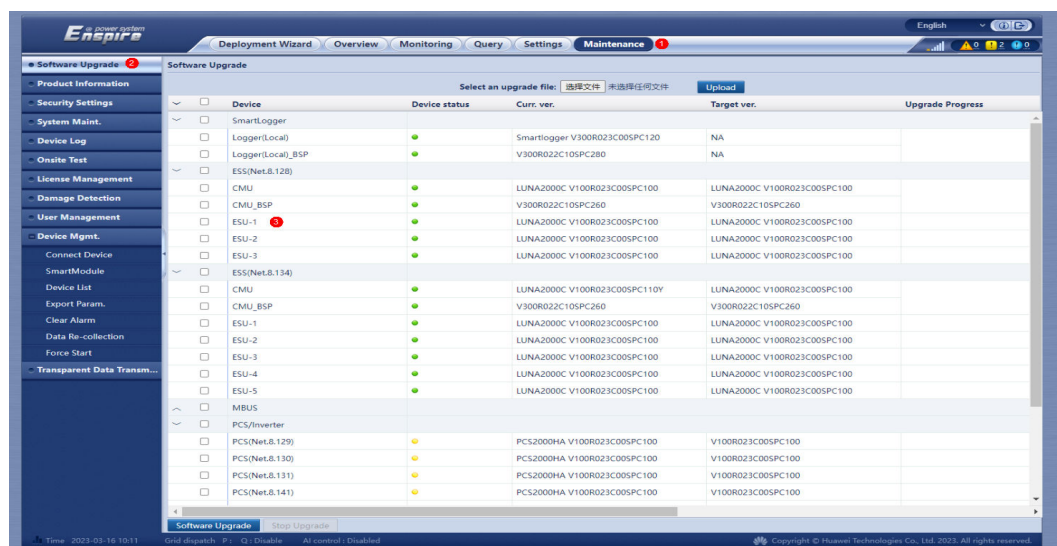 e power system
Enspire
English
Deployment Wizard Overview Monitoring Query Settings Maintenance 1
0 2 0
Software Upgrade 2
Product Information
Security Settings
System Maint.
Device Log
Onsite Test
License Management
Damage Detection
User Management
Device Mgmt.
Connect Device
SmartModule
Device List
Export Param.
Clear Alarm
Data Re-collection
Force Start
Transparent Data Transm...
Software Upgrade
Select an upgrade file: 选择文件 未选择任何文件 Upload
Device Device status Curr. ver. Target ver. Upgrade Progress
SmartLogger
Logger(Local) Smartlogger V300R023C00SPC120 NA
Logger(Local)_BSP V300R022C10SPC280 NA
ESS(Net.8.128)
CMU LUNA2000C V100R023C00SPC100 LUNA2000C V100R023C00SPC100
CMU_BSP V300R022C10SPC260 V300R022C10SPC260
ESU-1 3 LUNA2000C V100R023C00SPC100 LUNA2000C V100R023C00SPC100
ESU-2 LUNA2000C V100R023C00SPC100 LUNA2000C V100R023C00SPC100
ESU-3 LUNA2000C V100R023C00SPC100 LUNA2000C V100R023C00SPC100
ESS(Net.8.134)
CMU LUNA2000C V100R023C00SPC110Y LUNA2000C V100R023C00SPC100
CMU_BSP V300R022C10SPC260 V300R022C10SPC260
ESU-1 LUNA2000C V100R023C00SPC100 LUNA2000C V100R023C00SPC100
ESU-2 LUNA2000C V100R023C00SPC100 LUNA2000C V100R023C00SPC100
ESU-3 LUNA2000C V100R023C00SPC100 LUNA2000C V100R023C00SPC100
ESU-4 LUNA2000C V100R023C00SPC100 LUNA2000C V100R023C00SPC100
ESU-5 LUNA2000C V100R023C00SPC100 LUNA2000C V100R023C00SPC100
MBUS
PCS/Inverter
PCS(Net.8.129) PCS2000HA V100R023C00SPC100 V100R023C00SPC100
PCS(Net.8.130) PCS2000HA V100R023C00SPC100 V100R023C00SPC100
PCS(Net.8.131) PCS2000HA V100R023C00SPC100 V100R023C00SPC100
PCS(Net.8.141) PCS2000HA V100R023C00SPC100 V100R023C00SPC100
Software Upgrade Stop Upgrade
Time 2023-03-16 10:11 Grid dispatch P : Q : Disable AI control : Disabled Copyright © Huawei Technologies Co., Ltd. 2023. All rights reserved.